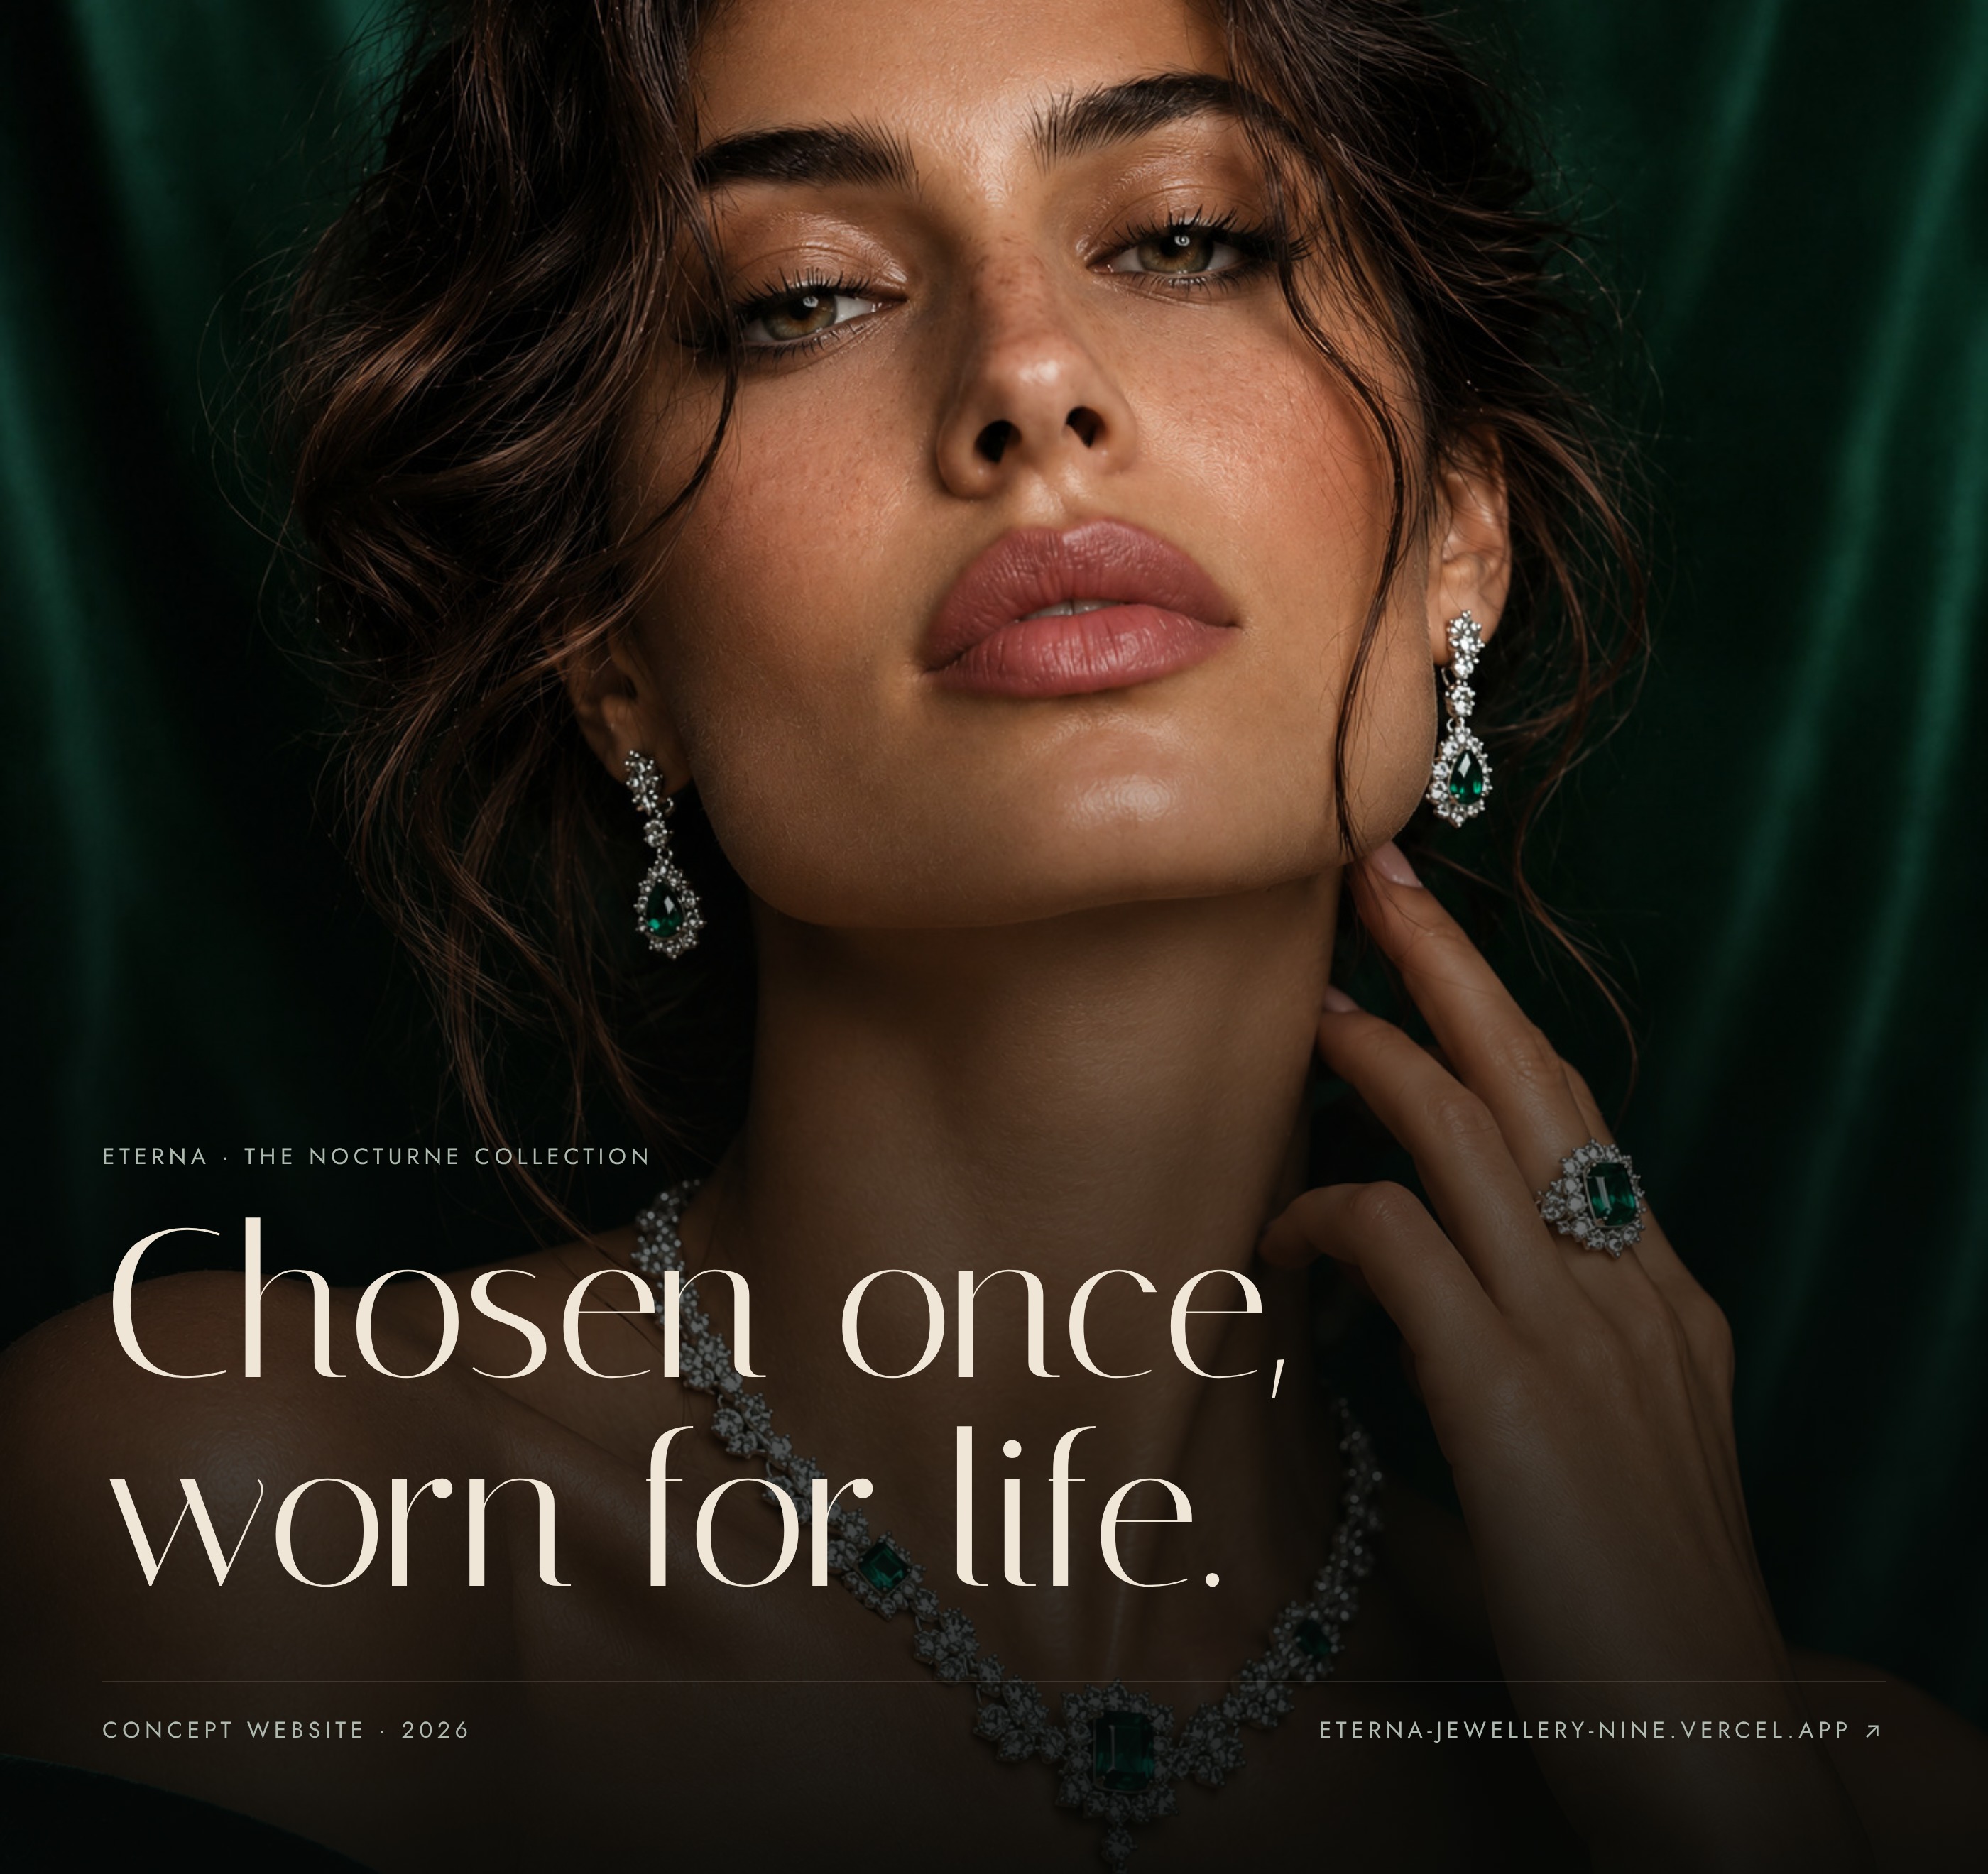 ETERNA · THE NOCTURNE COLLECTION
Chosen once,
worn for life.
CONCEPT WEBSITE · 2026
ETERNA-JEWELLERY-NINE.VERCEL.APP ↗